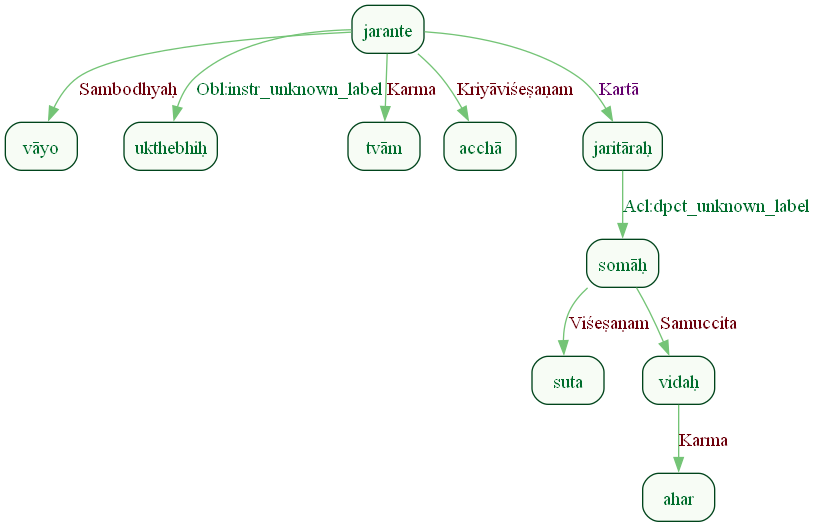 jarante
Sambodhyaḥ Obl:instr_unknown_label Karma Kriyāviśeṣaṇam Kartā
vāyo ukthebhiḥ tvām acchā jaritāraḥ
Acl:dpct_unknown_label
somāḥ
Viśeṣaṇam Samuccita
suta vidaḥ
Karma
ahar